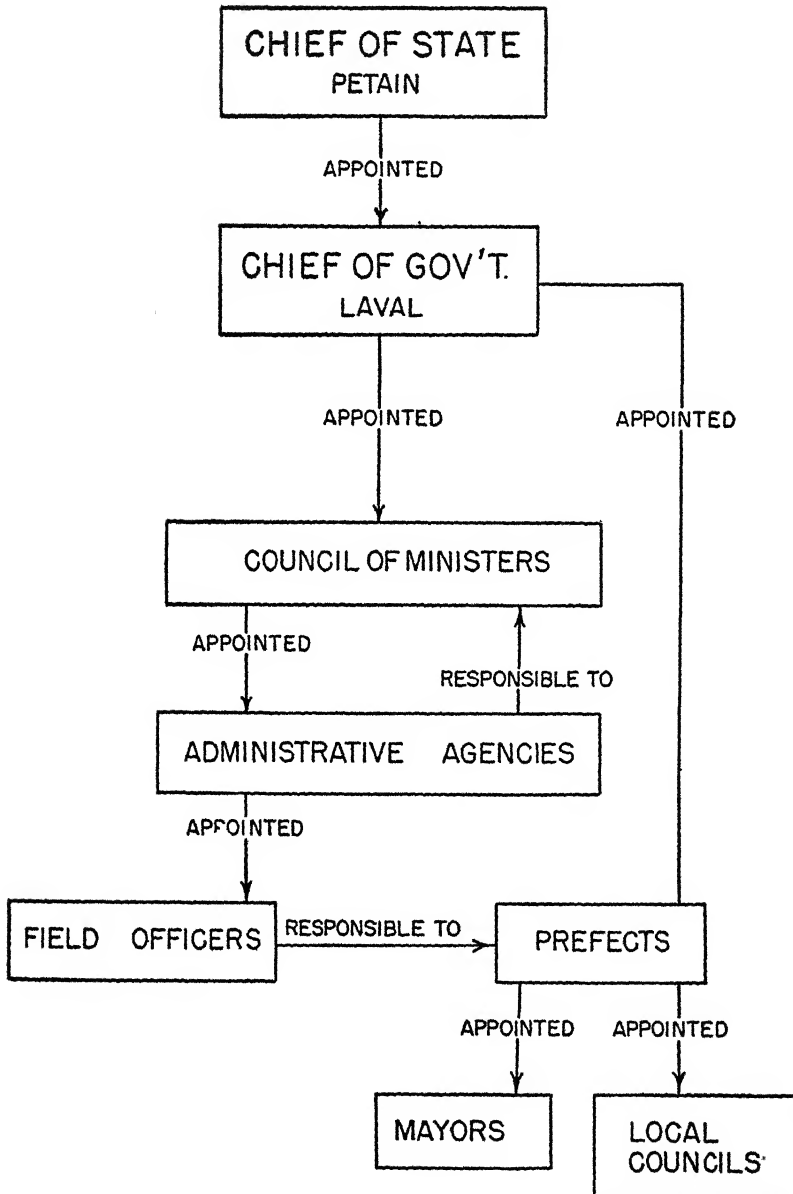 CHIEF OF STATE
PETAIN
APPOINTED
CHIEF OF GOV'T.
LAVAL
APPOINTED
APPOINTED
COUNCIL OF MINISTERS
APPOINTED
RESPONSIBLE TO
ADMINISTRATIVE AGENCIES
APPOINTED
FIELD OFFICERS
RESPONSIBLE TO
PREFECTS
APPOINTED
APPOINTED
MAYORS
LOCAL
COUNCILS